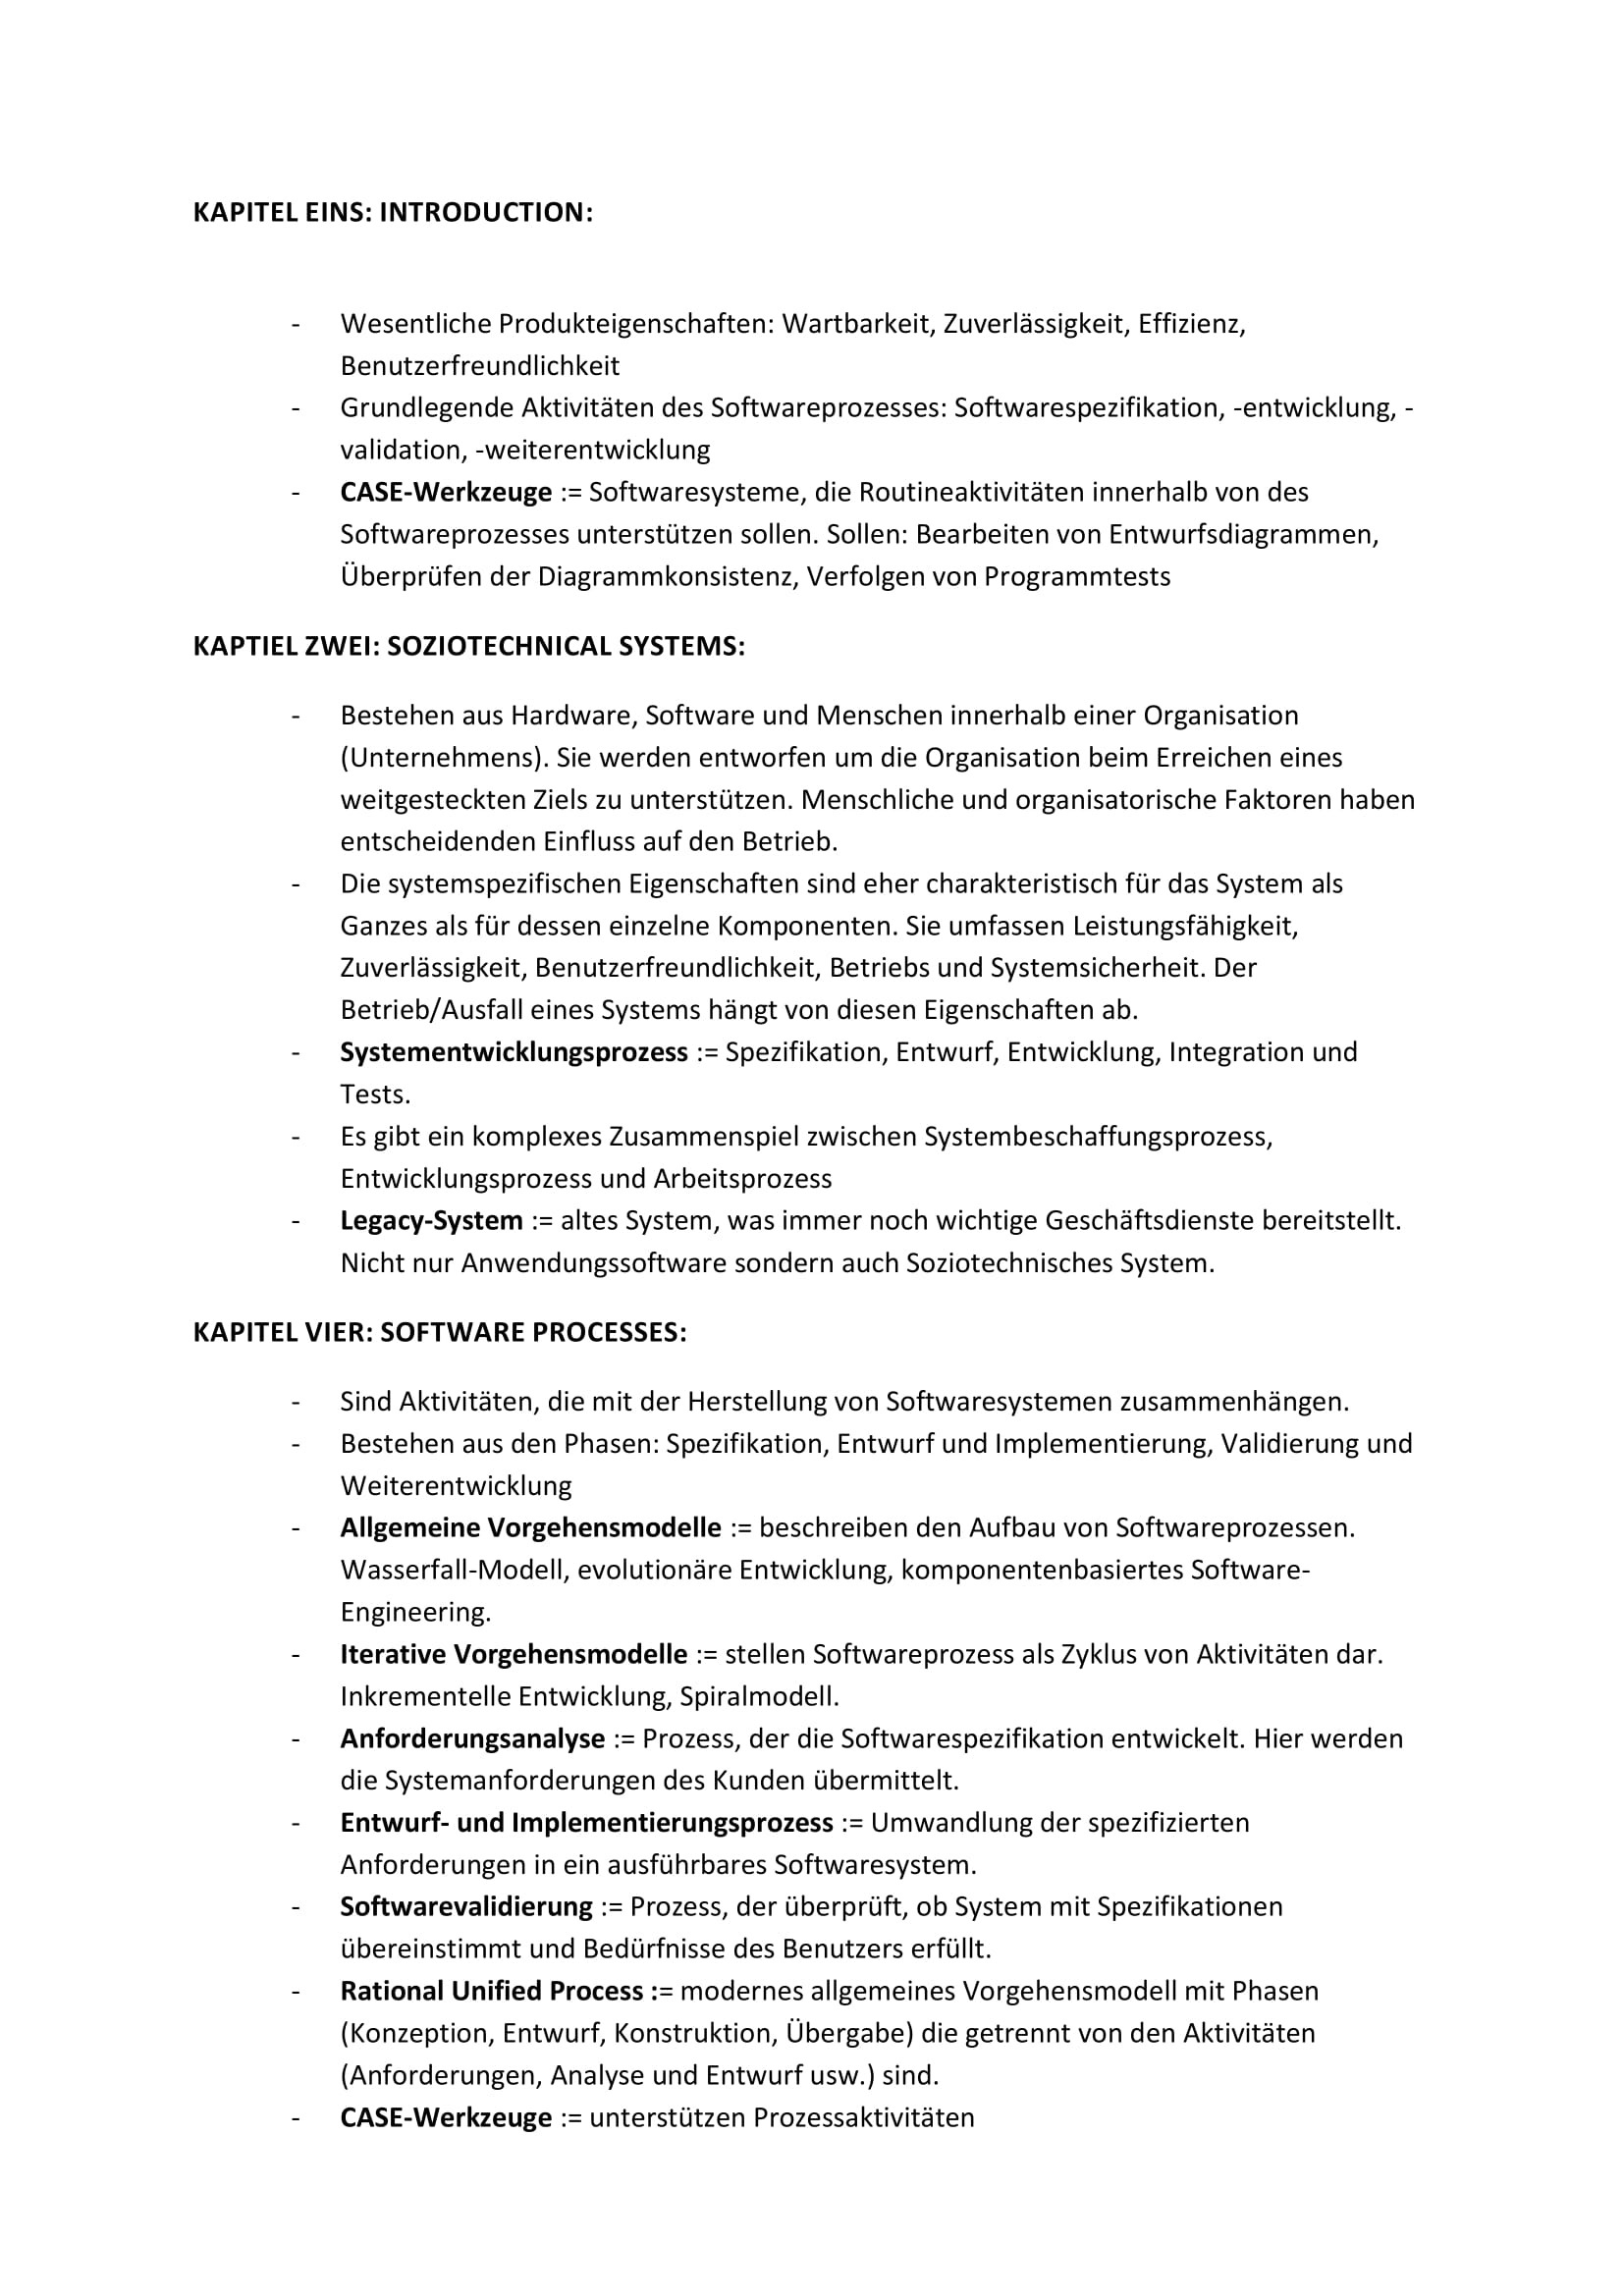 KAPITEL EINS: INTRODUCTION:
- Wesentliche Produkteigenschaften: Wartbarkeit, Zuverlässigkeit, Effizienz,
Benutzerfreundlichkeit
- Grundlegende Aktivitäten des Softwareprozesses: Softwarespezifikation, -entwicklung, -
validation, -weiterentwicklung
- CASE-Werkzeuge := Softwaresysteme, die Routineaktivitäten innerhalb von des
Softwareprozesses unterstützen sollen. Sollen: Bearbeiten von Entwurfsdiagrammen,
Überprüfen der Diagrammkonsistenz, Verfolgen von Programmtests
KAPTIEL ZWEI: SOZIOTECHNICAL SYSTEMS:
- Bestehen aus Hardware, Software und Menschen innerhalb einer Organisation
(Unternehmens). Sie werden entworfen um die Organisation beim Erreichen eines
weitgesteckten Ziels zu unterstützen. Menschliche und organisatorische Faktoren haben
entscheidenden Einfluss auf den Betrieb.
- Die systemspezifischen Eigenschaften sind eher charakteristisch für das System als
Ganzes als für dessen einzelne Komponenten. Sie umfassen Leistungsfähigkeit,
Zuverlässigkeit, Benutzerfreundlichkeit, Betriebs und Systemsicherheit. Der
Betrieb/Ausfall eines Systems hängt von diesen Eigenschaften ab.
- Systementwicklungsprozess := Spezifikation, Entwurf, Entwicklung, Integration und
Tests.
- Es gibt ein komplexes Zusammenspiel zwischen Systembeschaffungsprozess,
Entwicklungsprozess und Arbeitsprozess
- Legacy-System := altes System, was immer noch wichtige Geschäftsdienste bereitstellt.
Nicht nur Anwendungssoftware sondern auch Soziotechnisches System.
KAPITEL VIER: SOFTWARE PROCESSES:
- Sind Aktivitäten, die mit der Herstellung von Softwaresystemen zusammenhängen.
- Bestehen aus den Phasen: Spezifikation, Entwurf und Implementierung, Validierung und
Weiterentwicklung
- Allgemeine Vorgehensmodelle := beschreiben den Aufbau von Softwareprozessen.
Wasserfall-Modell, evolutionäre Entwicklung, komponentenbasiertes Software-
Engineering.
- Iterative Vorgehensmodelle := stellen Softwareprozess als Zyklus von Aktivitäten dar.
Inkrementelle Entwicklung, Spiralmodell.
- Anforderungsanalyse := Prozess, der die Softwarespezifikation entwickelt. Hier werden
die Systemanforderungen des Kunden übermittelt.
- Entwurf- und Implementierungsprozess := Umwandlung der spezifizierten
Anforderungen in ein ausführbares Softwaresystem.
- Softwarevalidierung := Prozess, der überprüft, ob System mit Spezifikationen
übereinstimmt und Bedürfnisse des Benutzers erfüllt.
- Rational Unified Process := modernes allgemeines Vorgehensmodell mit Phasen
(Konzeption, Entwurf, Konstruktion, Übergabe) die getrennt von den Aktivitäten
(Anforderungen, Analyse und Entwurf usw.) sind.
- CASE-Werkzeuge := unterstützen Prozessaktivitäten